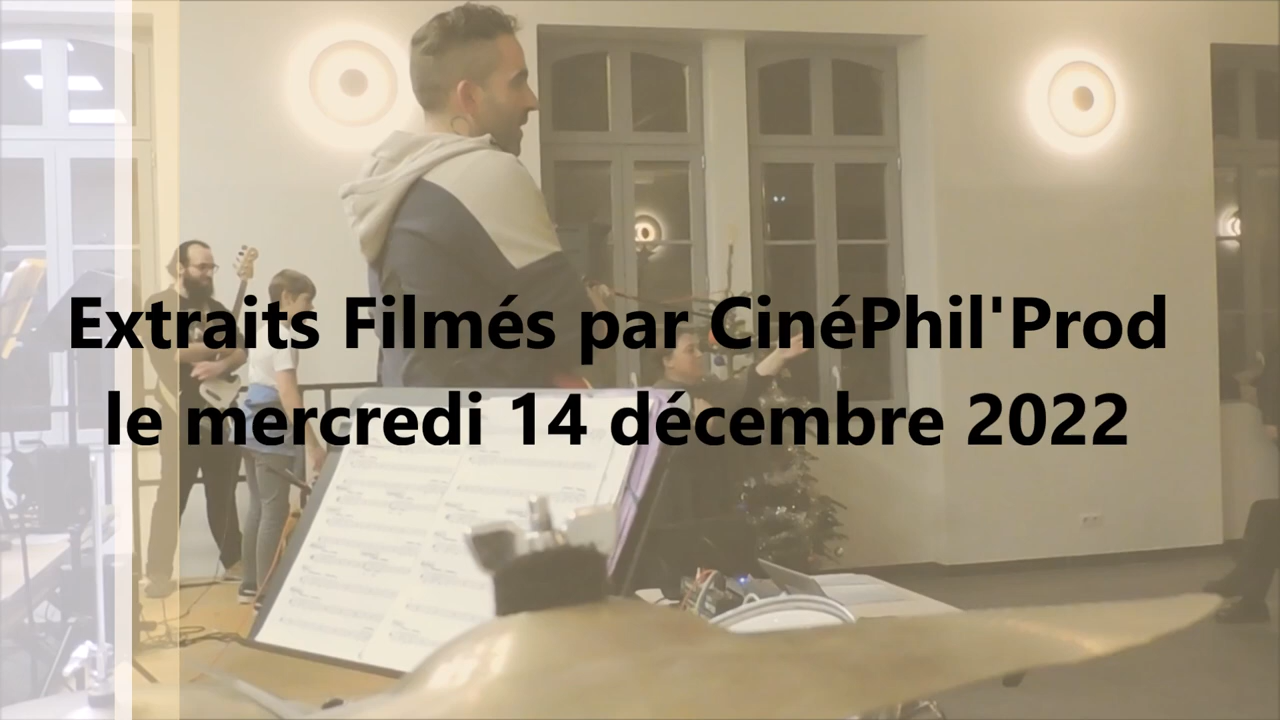 Extraits Filmés par CinéPhil'Prod
le mercredi 14 décembre 2022